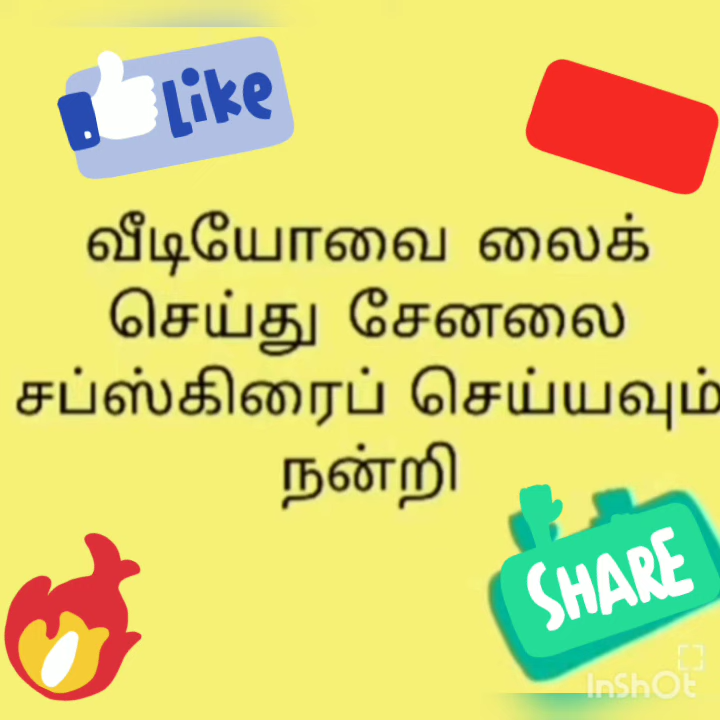 Like
வீடியோவை லைக்
செய்து சேனலை
சப்ஸ்கிரைப் செய்யவும்
நன்றி
SHARE
InShOt